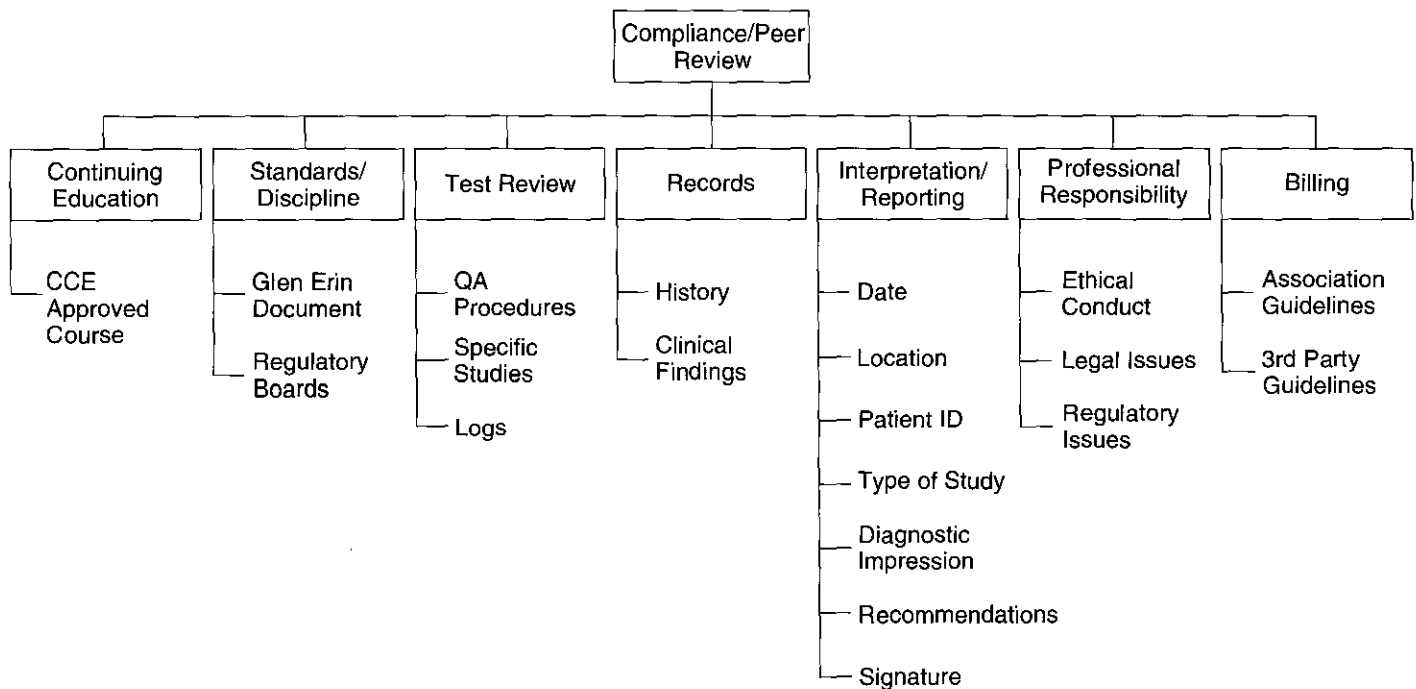 Compliance/Peer
Review
Continuing
Education
Standards/
Discipline
Test Review
Records
Interpretation/
Reporting
Professional
Responsibility
Billing
CCE
Approved
Course
Glen Erin
Document
Regulatory
Boards
QA
Procedures
Specific
Studies
Logs
History
Clinical
Findings
Date
Location
Patient ID
Type of Study
Diagnostic
Impression
Recommendations
Signature
Ethical
Conduct
Legal Issues
Regulatory
Issues
Association
Guidelines
3rd Party
Guidelines